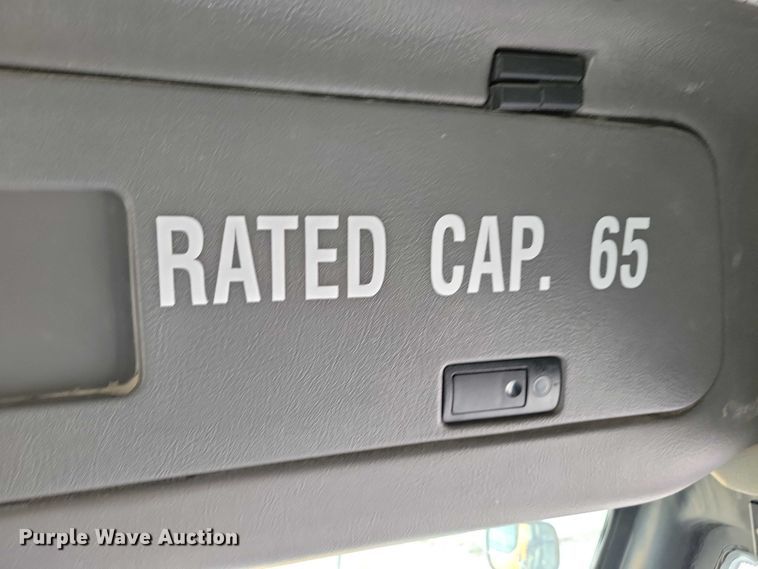 RATED CAP. 65
Purple Wave Auction